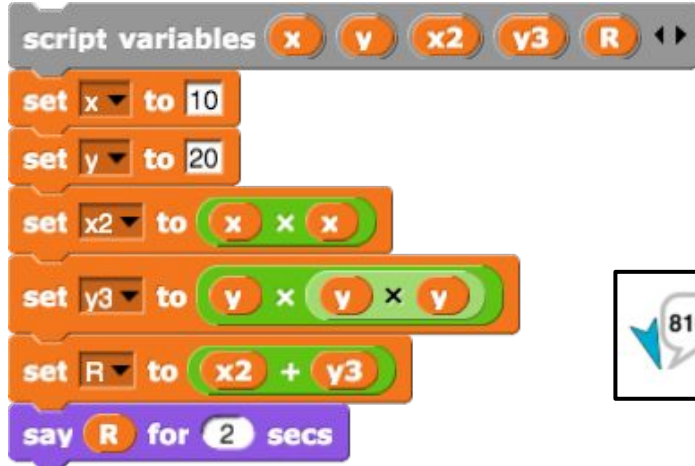 script variables x y x2 y3 R
set x to 10
set y to 20
set x2 to x × x
set y3 to y × y × y
81
set R to x2 + y3
say R for 2 secs